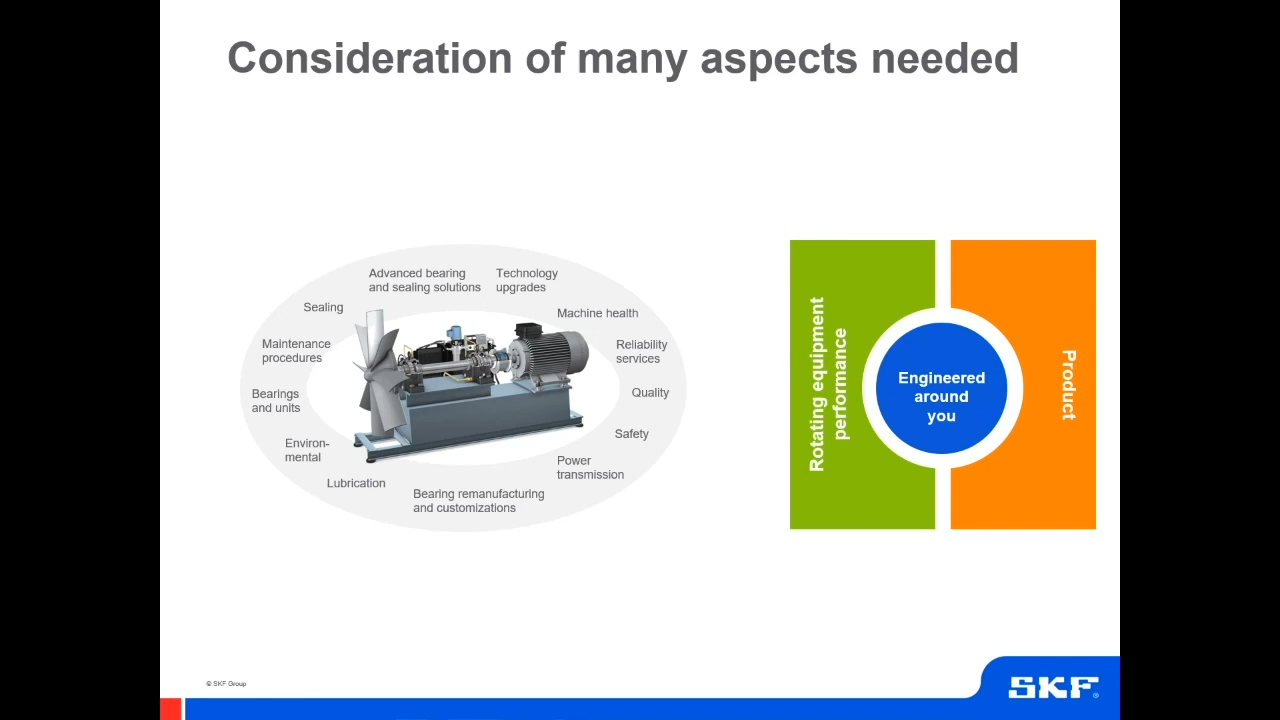 Consideration of many aspects needed
Advanced bearing
and sealing solutions
Technology
upgrades
Sealing
Machine health
Maintenance
procedures
Reliability
services
Bearings
and units
Quality
Environ-
mental
Safety
Lubrication
Power
transmission
Bearing remanufacturing
and customizations
Rotating equipment
performance
Engineered
around
you
Product
© SKF Group
SKF®